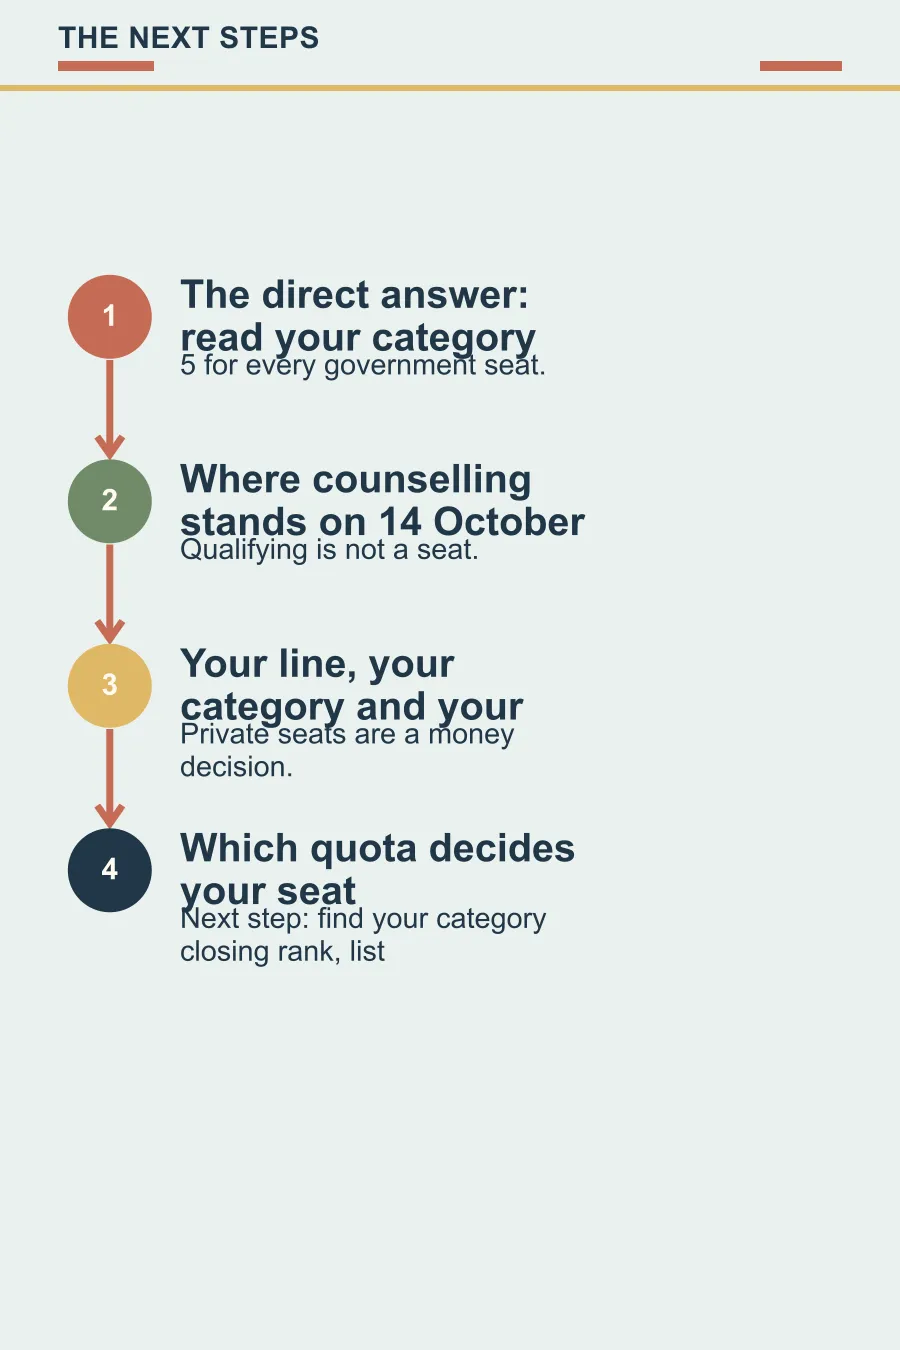 THE NEXT STEPS
1
The direct answer:
read your category
5 for every government seat.
2
Where counselling
stands on 14 October
Qualifying is not a seat.
3
Your line, your
category and your
Private seats are a money
decision.
4
Which quota decides
your seat
Next step: find your category
closing rank, list